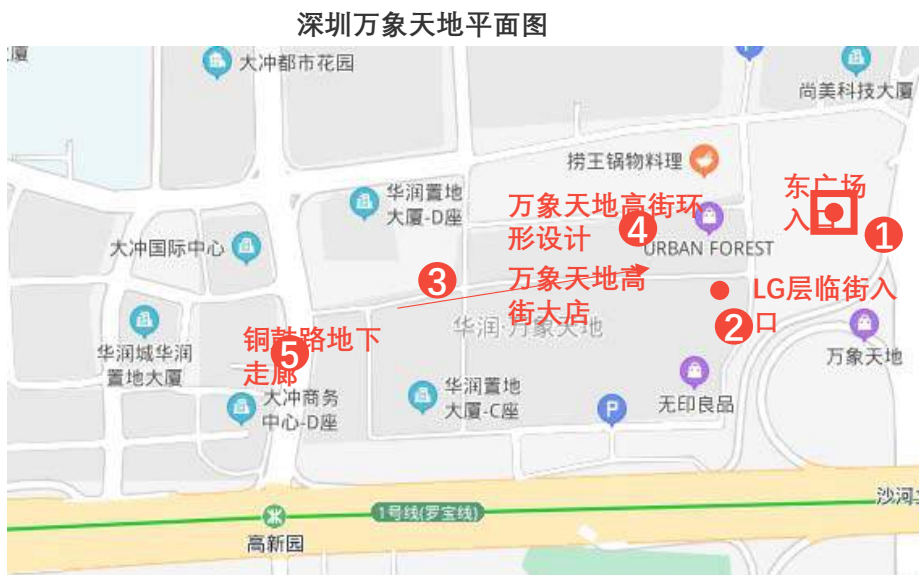 深圳万象天地平面图
厦
大冲都市花园
P
尚美科技大厦
捞王锅物料理
华润置地
大厦-D座
万象天地高街环
形设计
4
URBAN FOREST
东广场
入口
1
大冲国际中心
3
万象天地高
街大店
LG层临街入
口
2
华润·万象天地
万象天地
华润城华润
置地大厦
铜鼓路地下
走廊
5
大冲商务
中心-D座
华润置地
大厦-C座
无印良品
P
1号线(罗宝线)
沙河
高新园